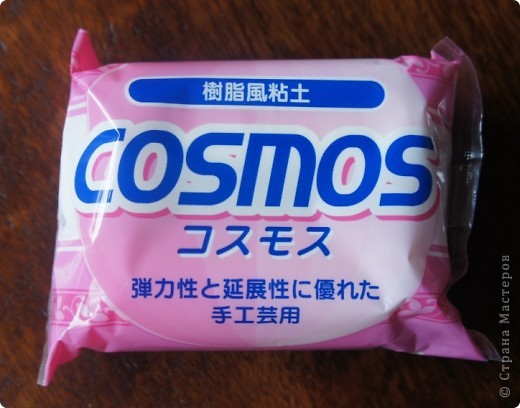 樹脂風粘土
COSMOS
コスモス
弾力性と延展性に優れた
手工芸用
© Страна Мастеров